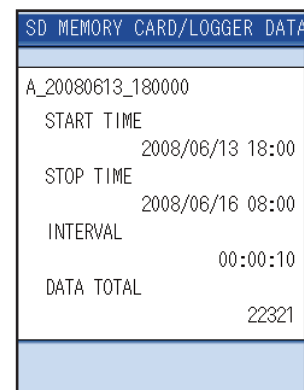 SD MEMORY CARD/LOGGER DATA
A_20080613_180000
START TIME
2008/06/13 18:00
STOP TIME
2008/06/16 08:00
INTERVAL
00:00:10
DATA TOTAL
22321